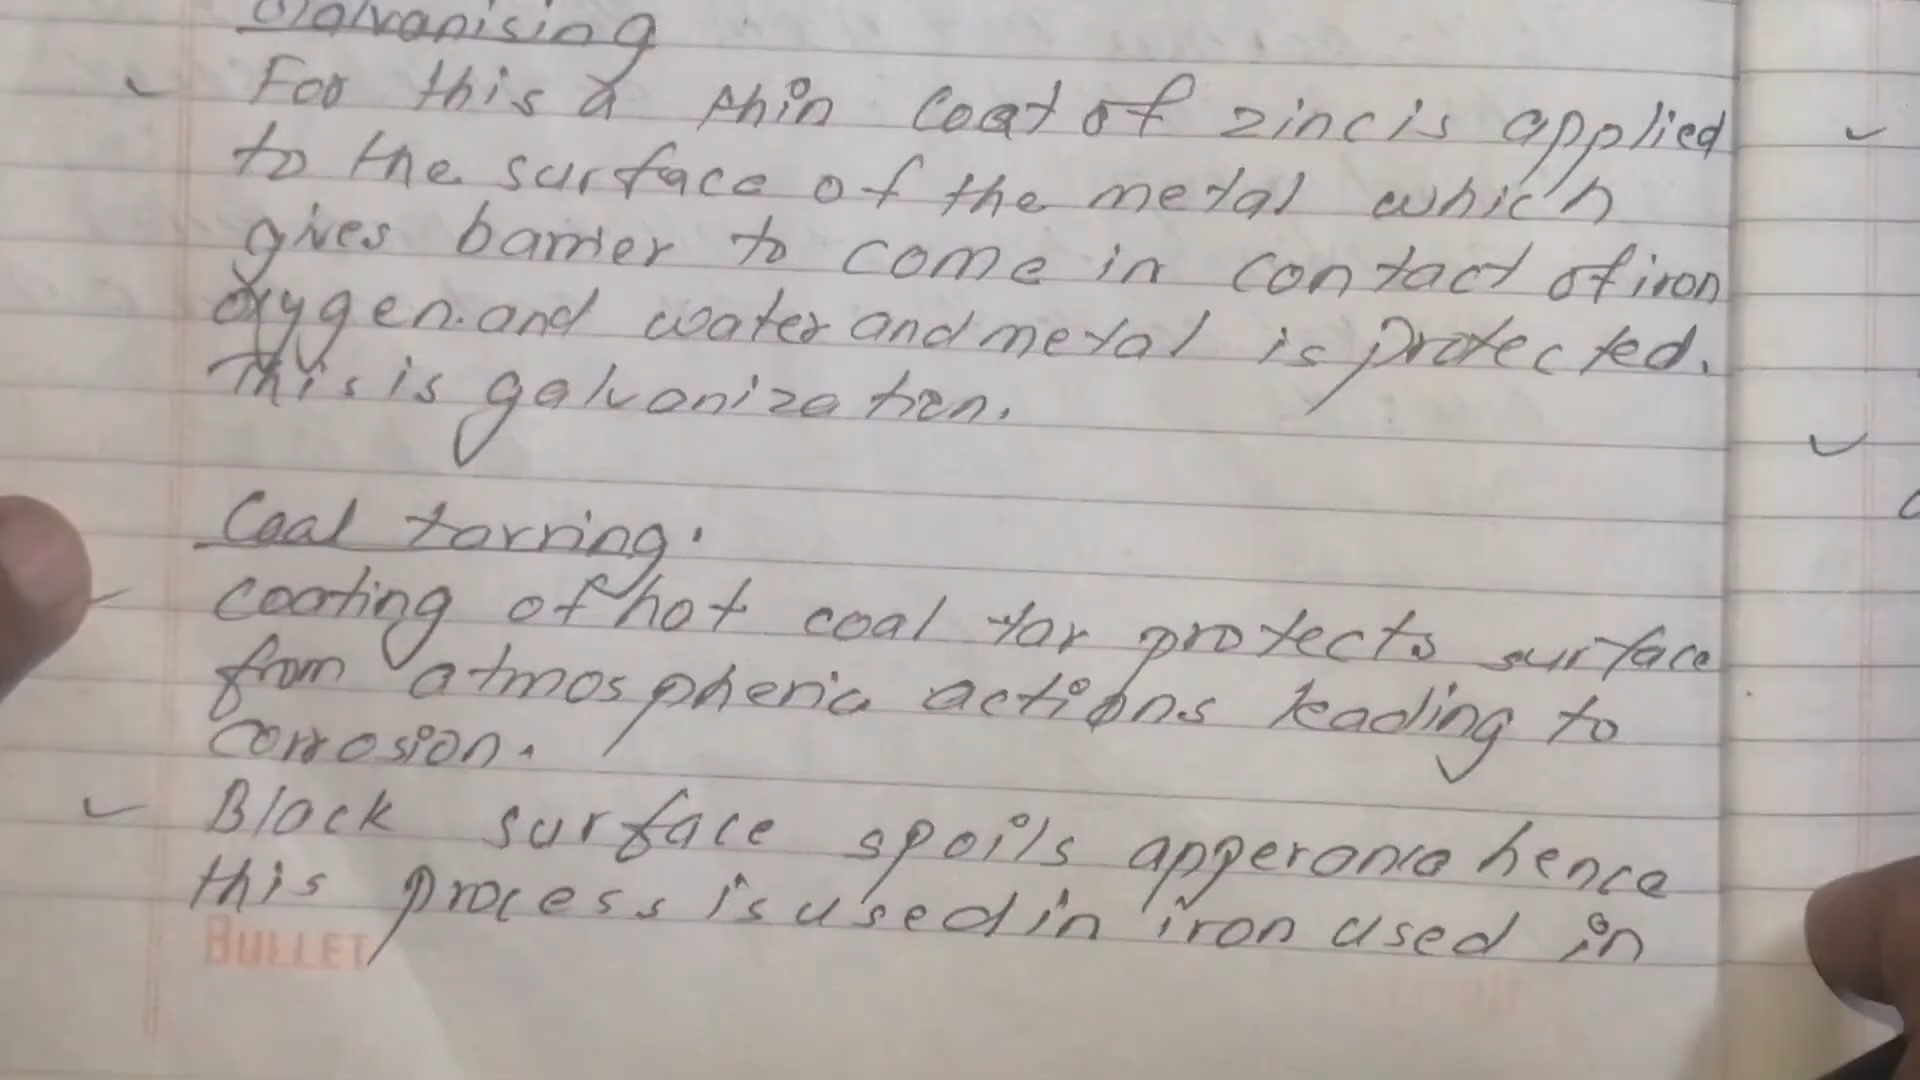 Galvanising
For this a thin coat of zinc is applied
to the surface of the metal which
gives barrier to come in contact of iron
oxygen.and water and metal is protected.
This is galvanization.
Coal tarring.
coating of hot coal tar protects surface
from atmospheric actions leading to
corrosion.
Black surface spoils apperance hence
this process is used in iron used in
BULLET